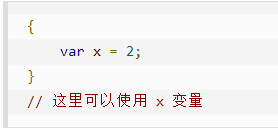 {
    var x = 2;
}
// 这里可以使用 x 变量